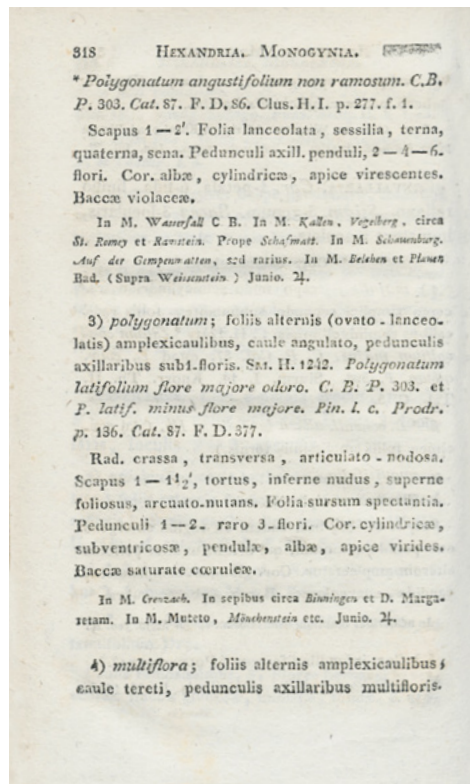 318 HEXANDRIA. MONOGYNIA.
* Polygonatum angustifolium non ramosum. C.B.
P. 303. Cat. 87. F. D. 86. Clus. H. I. p. 277. f. 1.
Scapus 1 — 2'. Folia lanceolata, sessilia, terna,
quaterna, sena. Pedunculi axill. penduli, 2 — 4 — 6-
flori. Cor. albæ, cylindricæ, apice virescentes.
Baccæ violaceæ.
In M. Wasserfall C B. In M. Kallen, Vogelberg, circa
St. Romey et Ramstein. Prope Schafmatt. In M. Schauenburg.
Auf der Gempenmatten, sed rarius. In M. Belchen et Planen
Bad. (Supra Weissenstein) Junio. ♃.
3) polygonatum; foliis alternis (ovato-lanceo-
latis) amplexicaulibus, caule angulato, pedunculis
axillaribus sub1-floris. SM. H. 1242. Polygonatum
latifolium flore majore odoro. C. B. P. 303. et
P. latif. minus flore majore. Pin. l. c. Prodr.
p. 136. Cat. 87. F. D. 377.
Rad. crassa, transversa, articulato-nodosa.
Scapus 1 — 1½', tortus, inferne nudus, superne
foliosus, arcuato-nutans. Folia sursum spectantia.
Pedunculi 1—2- raro 3-flori. Cor. cylindricæ,
subventricosæ, pendulæ, albæ, apice virides.
Baccæ saturate cœruleæ.
In M. Crenzach. In sepibus circa Binningen et D. Marga-
retam. In M. Muteto, Mönchenstein etc. Junio. ♃.
4) multiflora; foliis alternis amplexicaulibus;
caule tereti, pedunculis axillaribus multifloris.